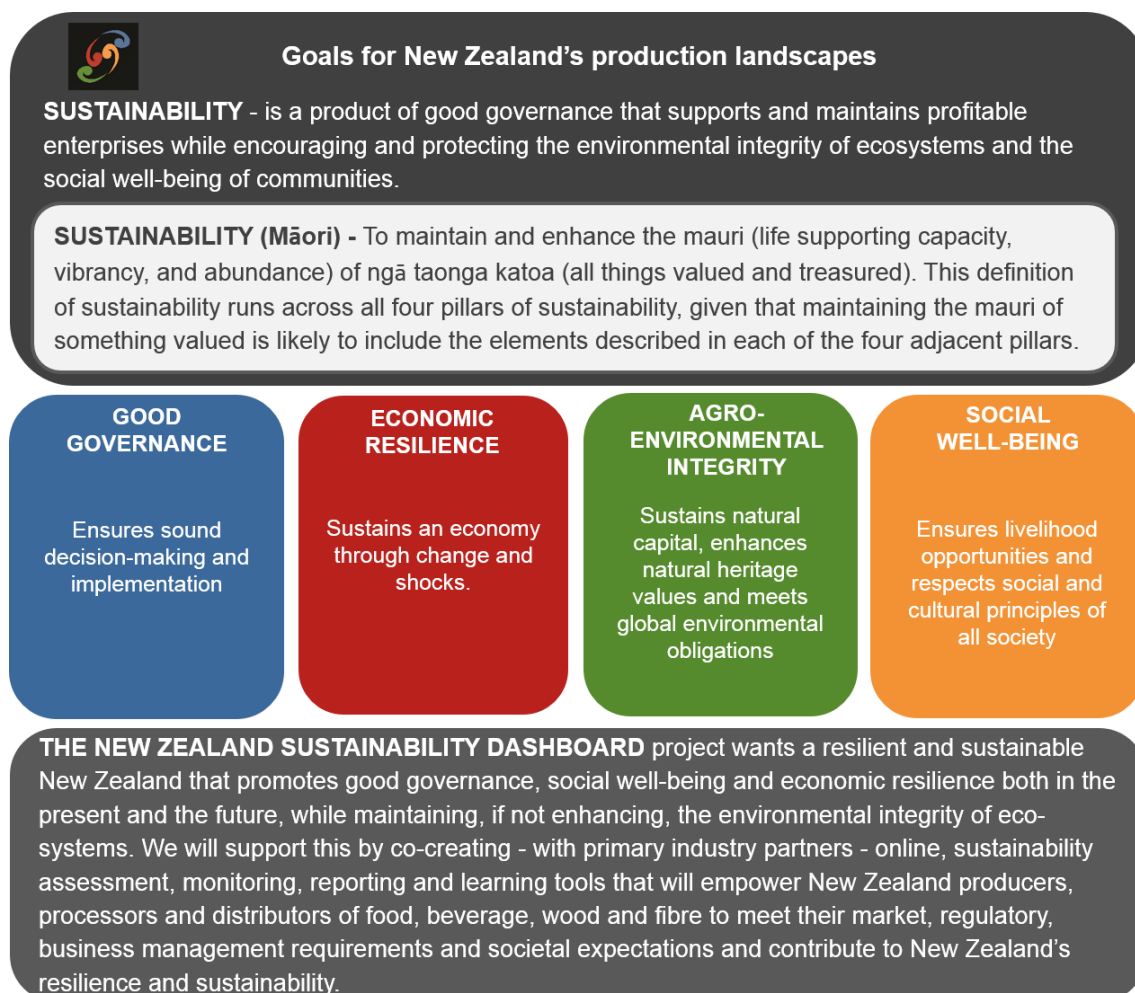 Goals for New Zealand’s production landscapes
SUSTAINABILITY - is a product of good governance that supports and maintains profitable
enterprises while encouraging and protecting the environmental integrity of ecosystems and the
social well-being of communities.
SUSTAINABILITY (Māori) - To maintain and enhance the mauri (life supporting capacity,
vibrancy, and abundance) of ngā taonga katoa (all things valued and treasured). This definition
of sustainability runs across all four pillars of sustainability, given that maintaining the mauri of
something valued is likely to include the elements described in each of the four adjacent pillars.
GOOD
GOVERNANCE
Ensures sound
decision-making and
implementation
ECONOMIC
RESILIENCE
Sustains an economy
through change and
shocks.
AGRO-
ENVIRONMENTAL
INTEGRITY
Sustains natural
capital, enhances
natural heritage
values and meets
global environmental
obligations
SOCIAL
WELL-BEING
Ensures livelihood
opportunities and
respects social and
cultural principles of
all society
THE NEW ZEALAND SUSTAINABILITY DASHBOARD project wants a resilient and sustainable
New Zealand that promotes good governance, social well-being and economic resilience both in the
present and the future, while maintaining, if not enhancing, the environmental integrity of eco-
systems. We will support this by co-creating - with primary industry partners - online, sustainability
assessment, monitoring, reporting and learning tools that will empower New Zealand producers,
processors and distributors of food, beverage, wood and fibre to meet their market, regulatory,
business management requirements and societal expectations and contribute to New Zealand’s
resilience and sustainability.